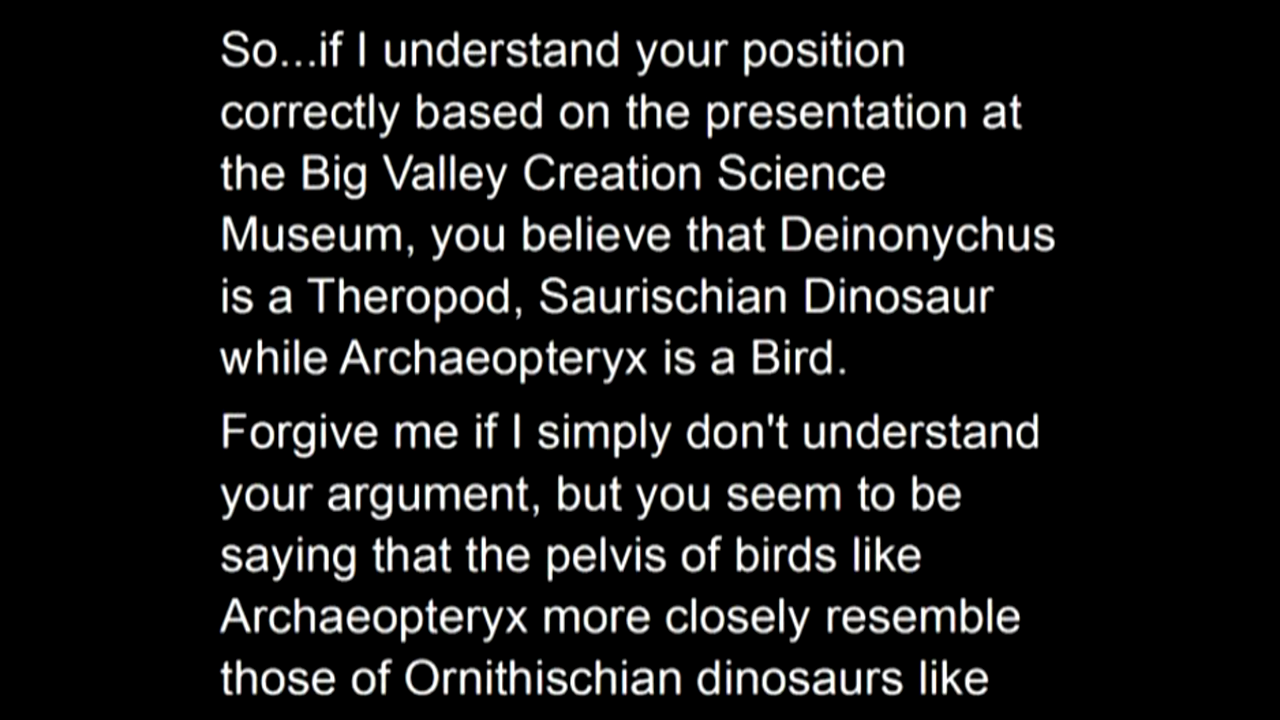 So...if I understand your position
correctly based on the presentation at
the Big Valley Creation Science
Museum, you believe that Deinonychus
is a Theropod, Saurischian Dinosaur
while Archaeopteryx is a Bird.
Forgive me if I simply don't understand
your argument, but you seem to be
saying that the pelvis of birds like
Archaeopteryx more closely resemble
those of Ornithischian dinosaurs like